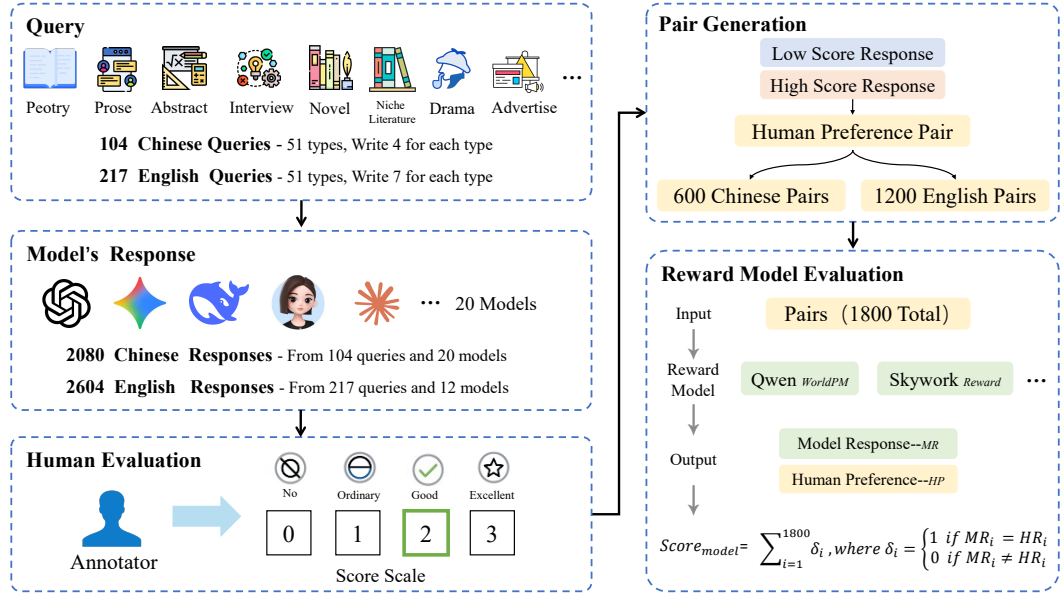 Query
Peotry
Prose
Abstract
Interview
Novel
Niche
Literature
Drama
Advertise
...
104 Chinese Queries - 51 types, Write 4 for each type
217 English Queries - 51 types, Write 7 for each type
Model's Response
... 20 Models
2080 Chinese Responses - From 104 queries and 20 models
2604 English Responses - From 217 queries and 12 models
Human Evaluation
Annotator
No
Ordinary
Good
Excellent
0
1
2
3
Score Scale
Pair Generation
Low Score Response
High Score Response
Human Preference Pair
600 Chinese Pairs
1200 English Pairs
Reward Model Evaluation
Input
Pairs（1800 Total）
Reward
Model
Qwen WorldPM
Skywork Reward
...
Output
Model Response--MR
Human Preference--HP
Score_model= ∑_{i=1}^{1800} δ_i ,where δ_i = {1 if MR_i = HR_i
0 if MR_i ≠ HR_i